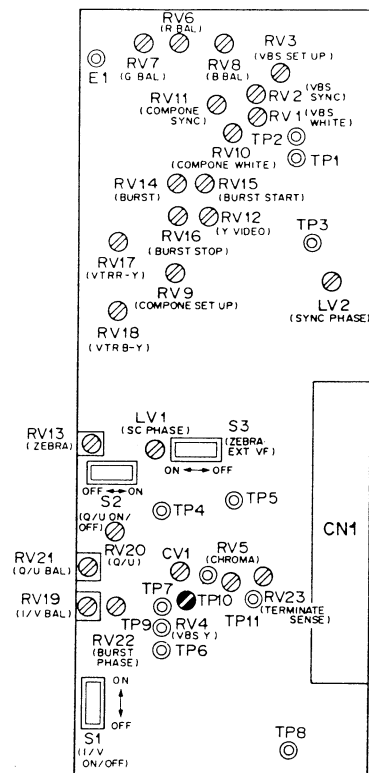 RV6
(R BAL)
RV7
(G BAL)
RV8
(B BAL)
RV3
(VBS SET UP)
E1
RV2 (VBS SYNC)
RV11
(COMPONE SYNC)
RV1 (VBS WHITE)
TP2
RV10
(COMPONE WHITE)
TP1
RV14
(BURST)
RV15
(BURST START)
RV16
(BURST STOP)
RV12
(Y VIDEO)
TP3
RV17
(VTRR-Y)
RV9
(COMPONE SET UP)
LV2
(SYNC PHASE)
RV18
(VTRB-Y)
RV13
(ZEBRA)
LV1
(SC PHASE)
S3
(ZEBRA·EXT VF)
ON OFF
OFF ON
S2
(Q/U ON/OFF)
TP4
TP5
CN1
RV21
(Q/U BAL)
RV20
(Q/U)
CV1
RV5
(CHROMA)
RV19
(I/V BAL)
TP7
TP10
RV23
(TERMINATE SENSE)
TP9
RV4
(VBS Y)
TP11
RV22
(BURST PHASE)
TP6
ON
OFF
S1
(I/V ON/OFF)
TP8